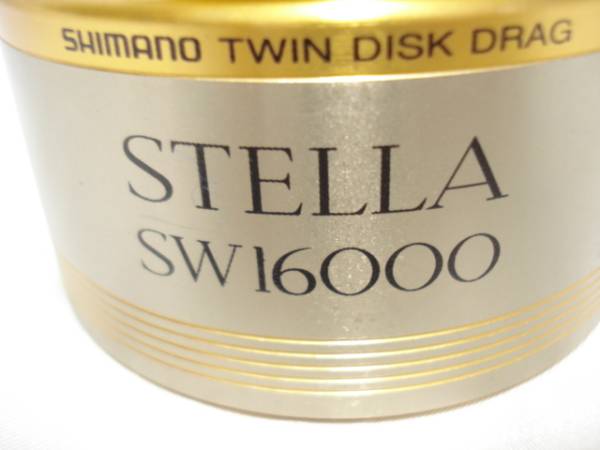 SHIMANO TWIN DISK DRAG
STELLA
SW16000